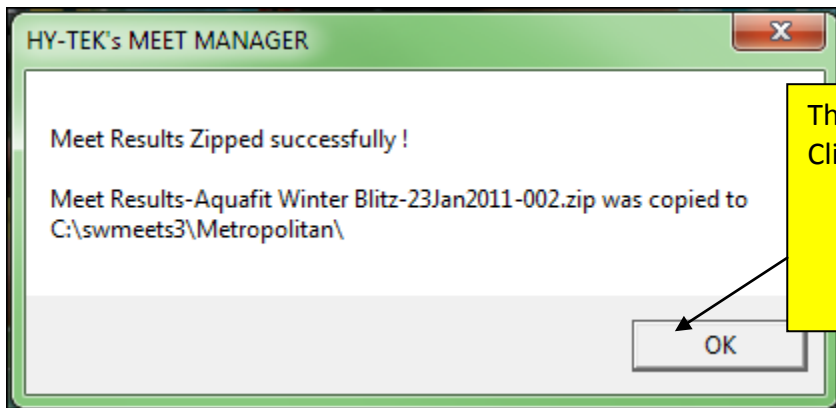 HY-TEK's MEET MANAGER
Meet Results Zipped successfully !
Meet Results-Aquafit Winter Blitz-23Jan2011-002.zip was copied to
C:\swmeets3\Metropolitan\
OK